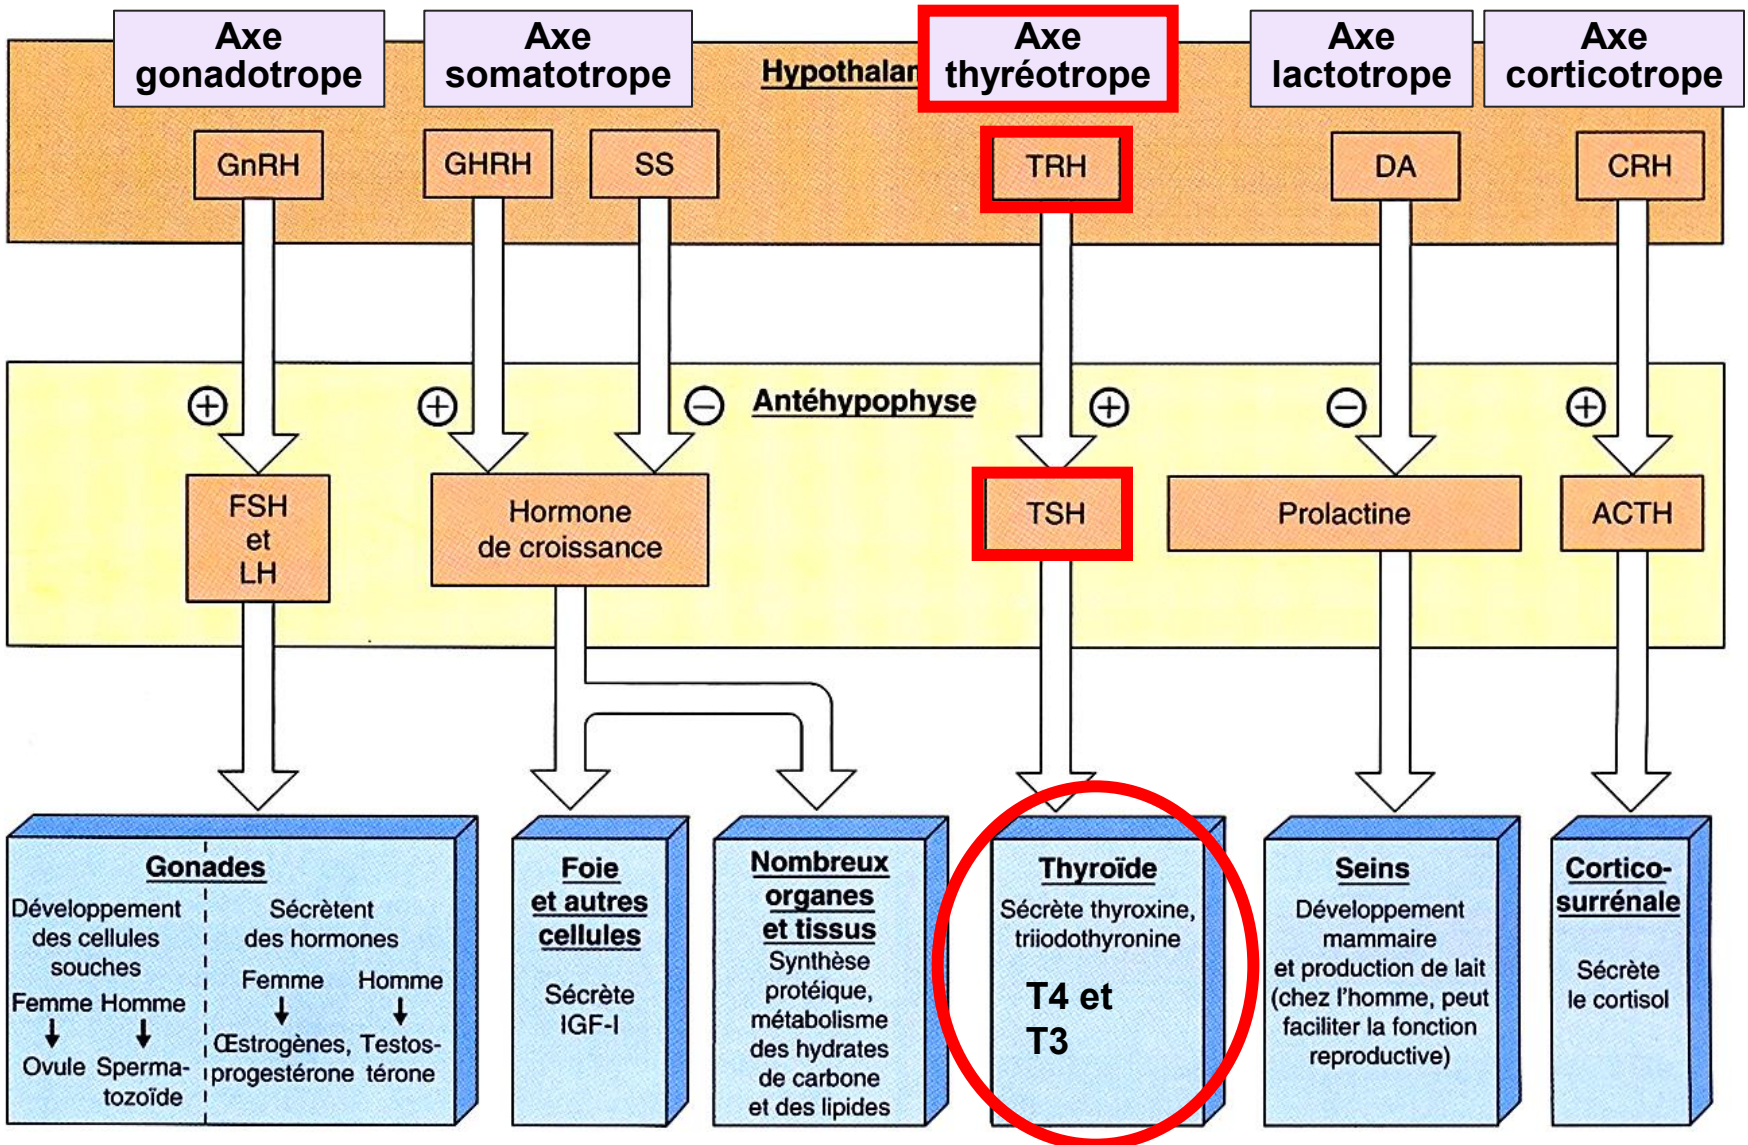 Axe
gonadotrope
Axe
somatotrope
Axe
thyréotrope
Axe
lactotrope
Axe
corticotrope
Hypothalam
GnRH
GHRH
SS
TRH
DA
CRH
+
+
−
Antéhypophyse
+
−
+
FSH
et
LH
Hormone
de croissance
TSH
Prolactine
ACTH
Gonades
Développement
des cellules
souches
Femme Homme
Ovule Sperma-
tozoïde
Sécrètent
des hormones
Femme Homme
Œstrogènes, Testos-
progestérone térone
Foie
et autres
cellules
Sécrète
IGF-I
Nombreux
organes
et tissus
Synthèse
protéique,
métabolisme
des hydrates
de carbone
et des lipides
Thyroïde
Sécrète thyroxine,
triiodothyronine
T4 et
T3
Seins
Développement
mammaire
et production de lait
(chez l'homme, peut
faciliter la fonction
reproductive)
Cortico-
surrénale
Sécrète
le cortisol